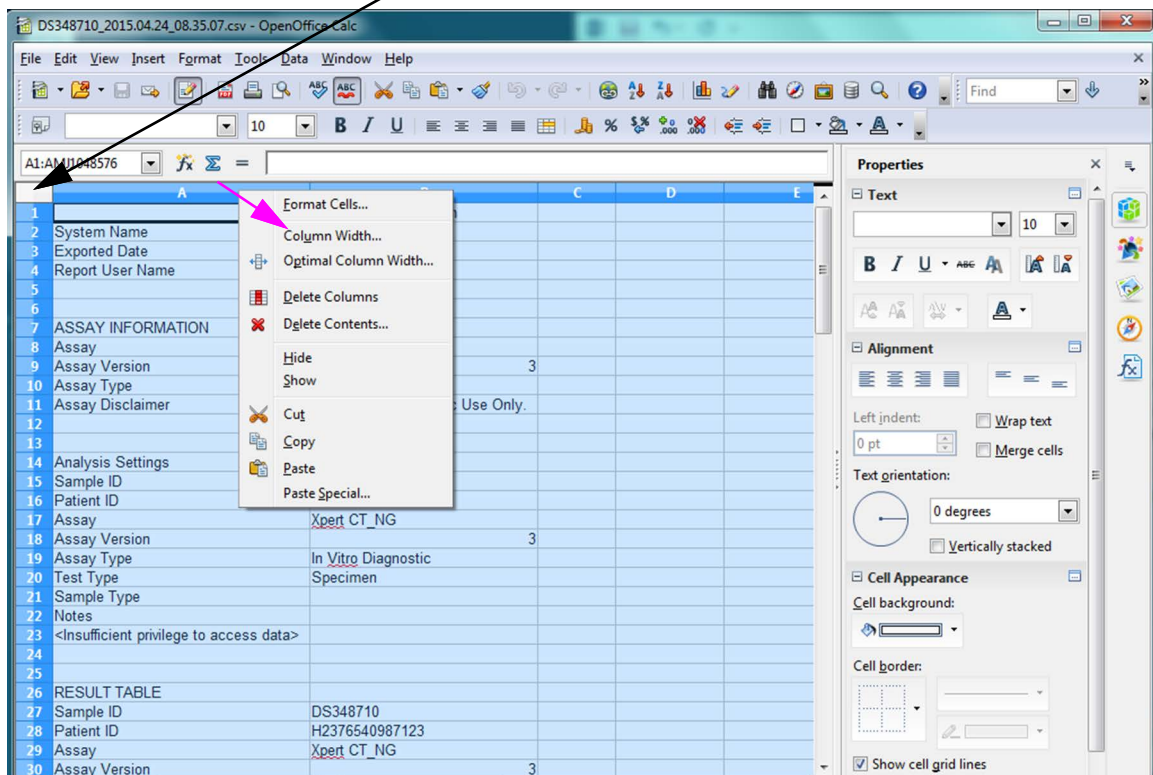 DS348710_2015.04.24_08.35.07.csv - OpenOffice Calc
File Edit View Insert Format Tools Data Window Help
ABC ABC Find
10 B I U
A1:AMJ1048576 fx Σ =
Properties
A C D E
Text
10
B I U ABC
1
2 System Name
3 Exported Date
4 Report User Name
5
6
7 ASSAY INFORMATION
8 Assay
9 Assay Version 3
10 Assay Type
11 Assay Disclaimer Use Only.
12
13
14 Analysis Settings
15 Sample ID
16 Patient ID
17 Assay Xpert CT_NG
18 Assay Version 3
19 Assay Type In Vitro Diagnostic
20 Test Type Specimen
21 Sample Type
22 Notes
23 <Insufficient privilege to access data>
24
25
26 RESULT TABLE
27 Sample ID DS348710
28 Patient ID H2376540987123
29 Assay Xpert CT_NG
30 Assay Version 3
Format Cells...
Column Width...
Optimal Column Width...
Delete Columns
Delete Contents...
Hide
Show
Cut
Copy
Paste
Paste Special...
Alignment
Left indent:
Wrap text
0 pt
Merge cells
Text orientation:
0 degrees
Vertically stacked
Cell Appearance
Cell background:
Cell border:
Show cell grid lines